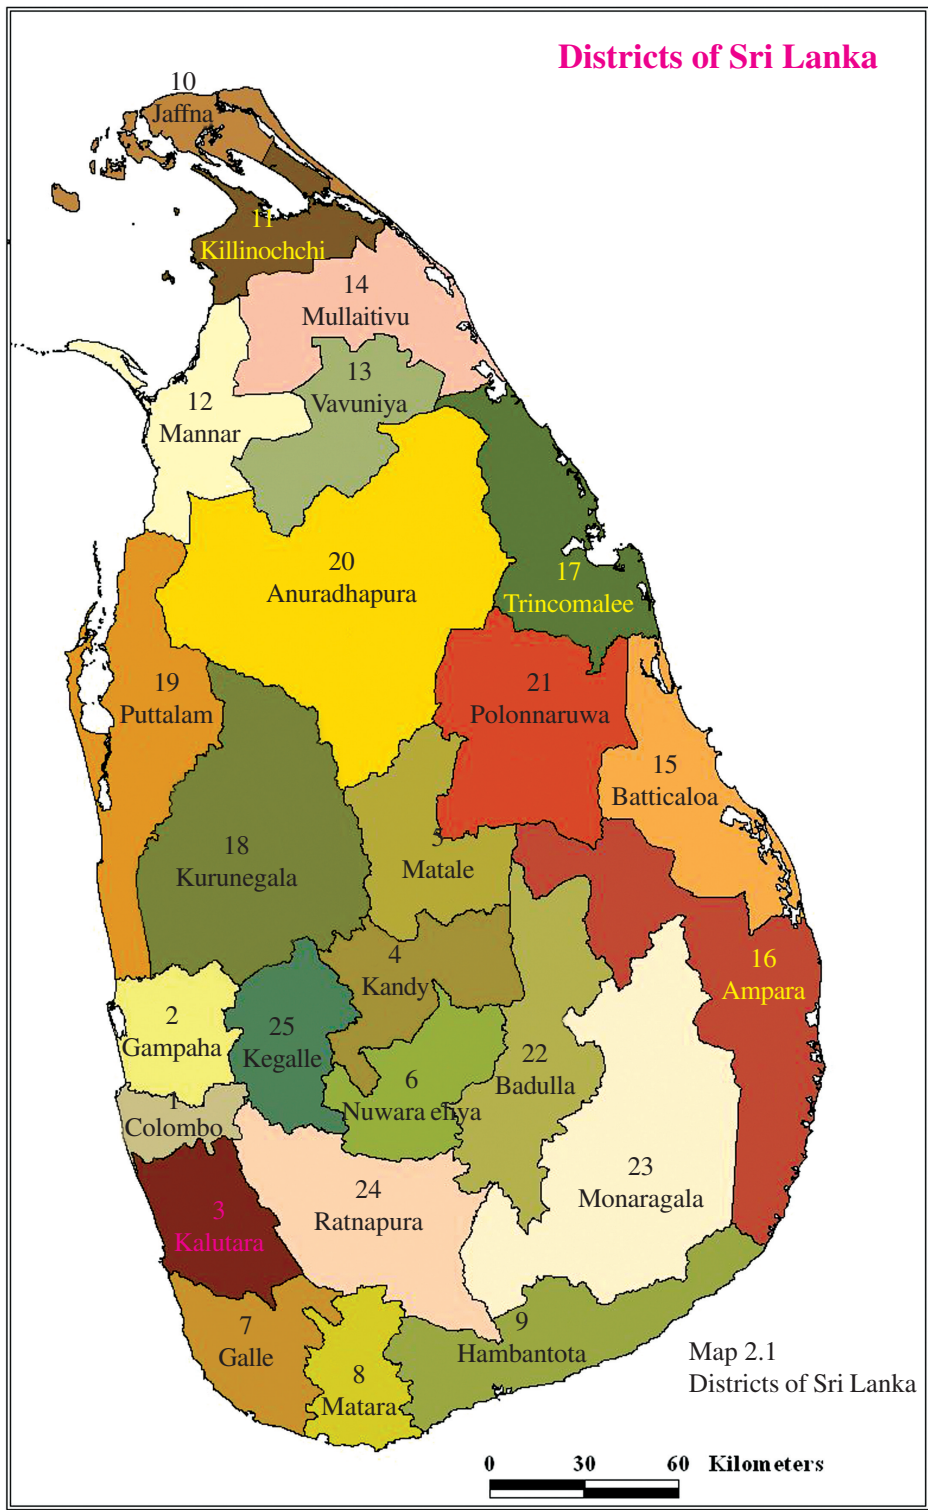 Districts of Sri Lanka
10
Jaffna
11
Killinochchi
14
Mullaitivu
13
Vavuniya
12
Mannar
20
Anuradhapura
17
Trincomalee
19
Puttalam
21
Polonnaruwa
15
Batticaloa
18
Kurunegala
5
Matale
4
Kandy
16
Ampara
2
Gampaha
25
Kegalle
22
Badulla
6
Nuwara eliya
1
Colombo
23
Monaragala
24
Ratnapura
3
Kalutara
7
Galle
9
Hambantota
8
Matara
Map 2.1
Districts of Sri Lanka
0 30 60 Kilometers